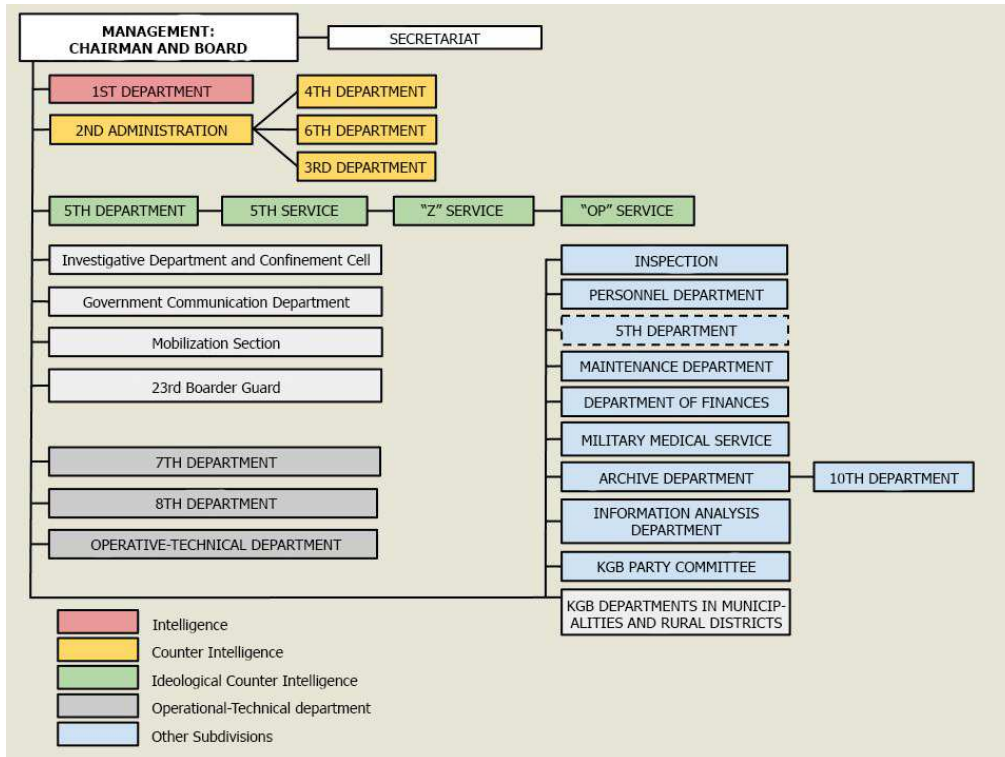 MANAGEMENT:
CHAIRMAN AND BOARD
SECRETARIAT
1ST DEPARTMENT
2ND ADMINISTRATION
4TH DEPARTMENT
6TH DEPARTMENT
3RD DEPARTMENT
5TH DEPARTMENT
5TH SERVICE
"Z" SERVICE
"OP" SERVICE
Investigative Department and Confinement Cell
Government Communication Department
Mobilization Section
23rd Boarder Guard
7TH DEPARTMENT
8TH DEPARTMENT
OPERATIVE-TECHNICAL DEPARTMENT
INSPECTION
PERSONNEL DEPARTMENT
5TH DEPARTMENT
MAINTENANCE DEPARTMENT
DEPARTMENT OF FINANCES
MILITARY MEDICAL SERVICE
ARCHIVE DEPARTMENT
10TH DEPARTMENT
INFORMATION ANALYSIS
DEPARTMENT
KGB PARTY COMMITTEE
KGB DEPARTMENTS IN MUNICIP-
ALITIES AND RURAL DISTRICTS
Intelligence
Counter Intelligence
Ideological Counter Intelligence
Operational-Technical department
Other Subdivisions